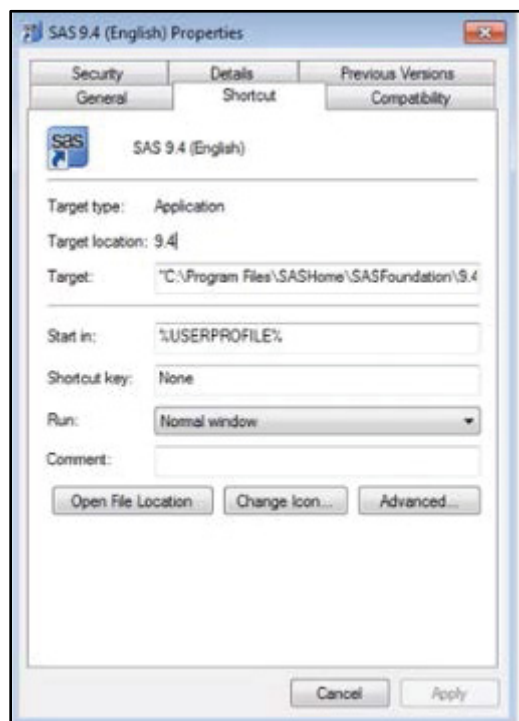 SAS 9.4 (English) Properties
Security Details Previous Versions
General Shortcut Compatibility
sas
SAS 9.4 (English)
Target type: Application
Target location: 9.4
Target: "C:\Program Files\SASHome\SASFoundation\9.4
Start in: %USERPROFILE%
Shortcut key: None
Run: Normal window
Comment:
Open File Location Change Icon... Advanced...
Cancel Apply